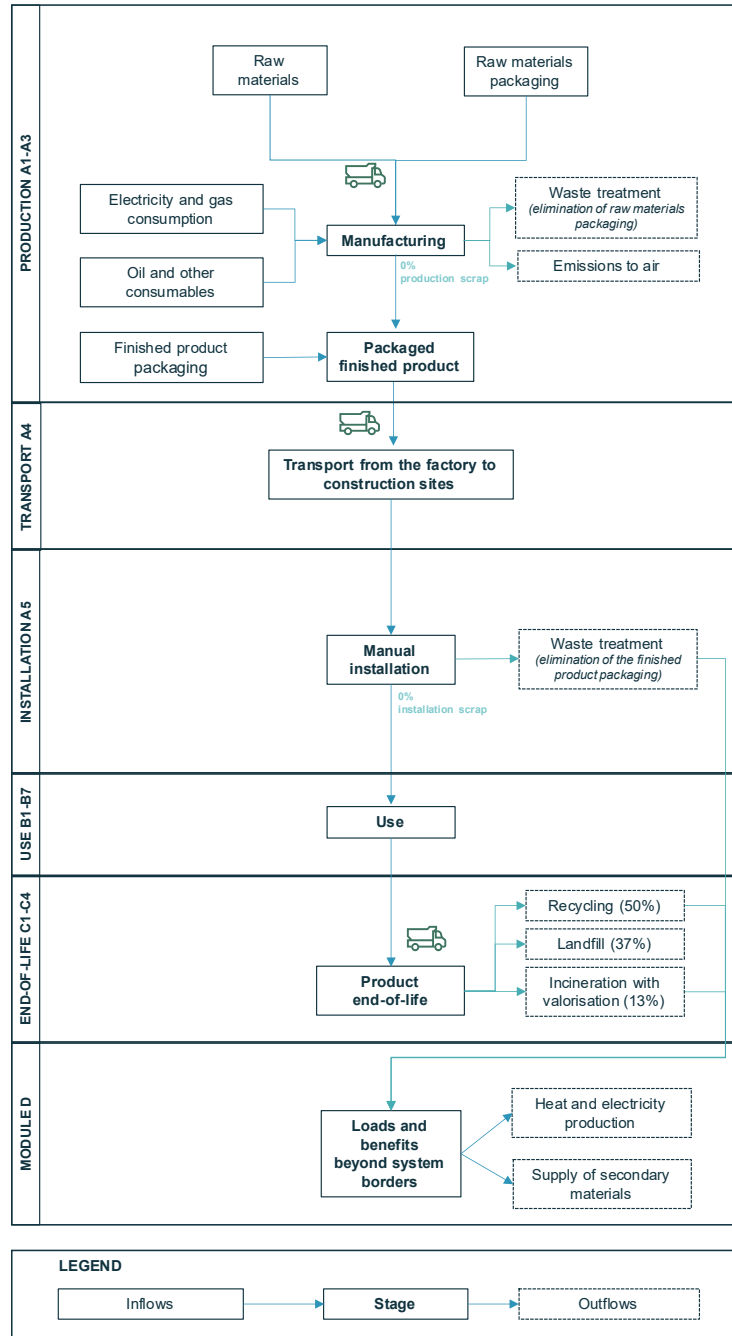 PRODUCTION A1-A3
Raw
materials
Raw materials
packaging
Electricity and gas
consumption
Oil and other
consumables
Manufacturing
Waste treatment
(elimination of raw materials
packaging)
Emissions to air
0%
production scrap
Finished product
packaging
Packaged
finished product
TRANSPORT A4
Transport from the factory to
construction sites
INSTALLATION A5
Manual
installation
Waste treatment
(elimination of the finished
product packaging)
0%
installation scrap
USE B1-B7
Use
END-OF-LIFE C1-C4
Product
end-of-life
Recycling (50%)
Landfill (37%)
Incineration with
valorisation (13%)
MODULE D
Loads and
benefits
beyond system
borders
Heat and electricity
production
Supply of secondary
materials
LEGEND
Inflows
Stage
Outflows